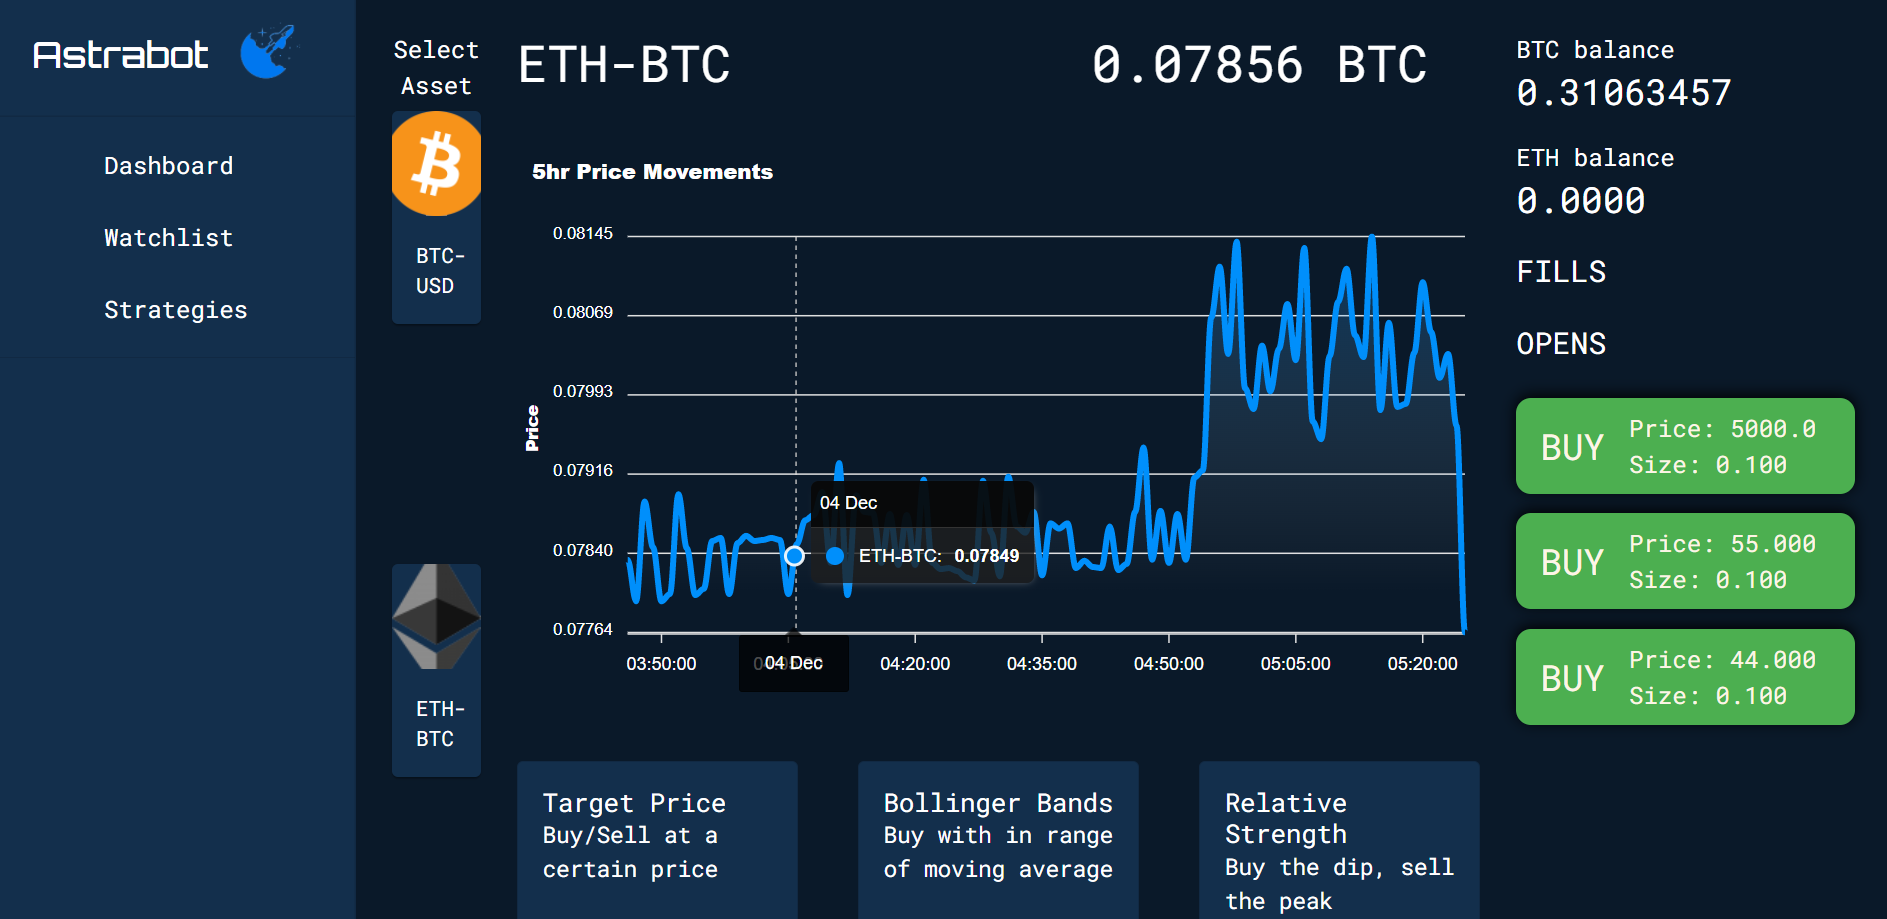 Astrabot
Dashboard
Watchlist
Strategies
Select
Asset
BTC-
USD
ETH-
BTC
ETH-BTC
0.07856 BTC
5hr Price Movements
Price
0.08145
0.08069
0.07993
0.07916
0.07840
0.07764
04 Dec
ETH-BTC: 0.07849
03:50:00
04 Dec
04:20:00
04:35:00
04:50:00
05:05:00
05:20:00
Target Price
Buy/Sell at a
certain price
Bollinger Bands
Buy with in range
of moving average
Relative
Strength
Buy the dip, sell
the peak
BTC balance
0.31063457
ETH balance
0.0000
FILLS
OPENS
BUY
Price: 5000.0
Size: 0.100
BUY
Price: 55.000
Size: 0.100
BUY
Price: 44.000
Size: 0.100